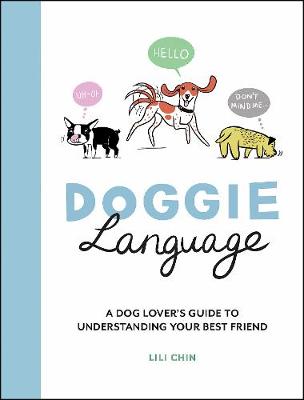 HELLO
UH-OH
DON'T
MIND ME...
DOGGIE
Language
A DOG LOVER'S GUIDE TO
UNDERSTANDING YOUR BEST FRIEND
LILI CHIN